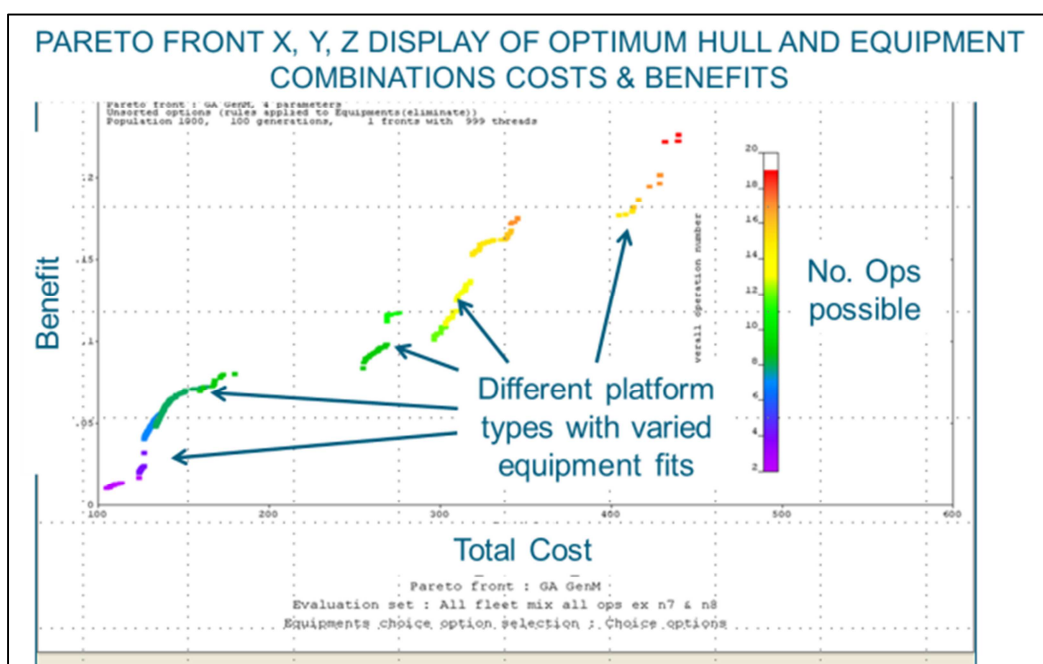 PARETO FRONT X, Y, Z DISPLAY OF OPTIMUM HULL AND EQUIPMENT
COMBINATIONS COSTS & BENEFITS
Pareto front : GA GenM, 4 parameters
Unsorted options (rules applied to Equipments(eliminate))
Population 1000, 100 generations, 1 fronts with 999 threads
.2
.15
.1
.05
0
100
200
300
400
500
600
Benefit
20
18
16
14
12
10
8
6
4
2
verall operation number
No. Ops
possible
Different platform
types with varied
equipment fits
Total Cost
Pareto front : GA GenM
Evaluation set : All fleet mix all ops ex n7 & n8
Equipments choice option selection : Choice options